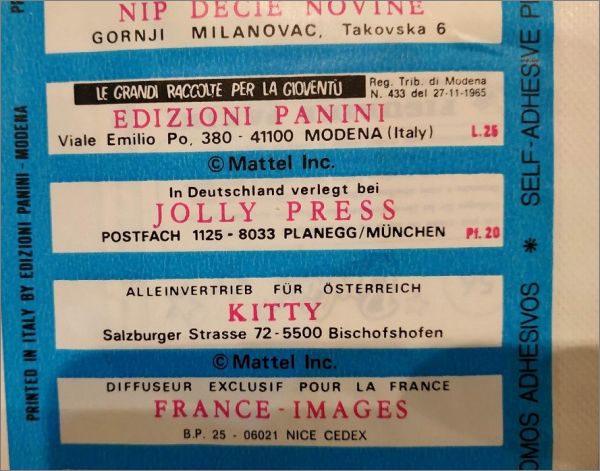 NIP DECIE NOVINE
GORNJI MILANOVAC, Takovska 6
LE GRANDI RACCOLTE PER LA GIOVENTÙ
Reg. Trib. di Modena
N. 433 del 27-11-1965
EDIZIONI PANINI
Viale Emilio Po, 380 - 41100 MODENA (Italy)
L.25
© Mattel Inc.
In Deutschland verlegt bei
JOLLY PRESS
POSTFACH 1125 - 8033 PLANEGG/MÜNCHEN
Pf. 20
ALLEINVERTRIEB FÜR ÖSTERREICH
KITTY
Salzburger Strasse 72-5500 Bischofshofen
© Mattel Inc.
DIFFUSEUR EXCLUSIF POUR LA FRANCE
FRANCE - IMAGES
B.P. 25 - 06021 NICE CEDEX
PRINTED IN ITALY BY EDIZIONI PANINI - MODENA
OMOS ADHESIVOS * SELF-ADHESIVE